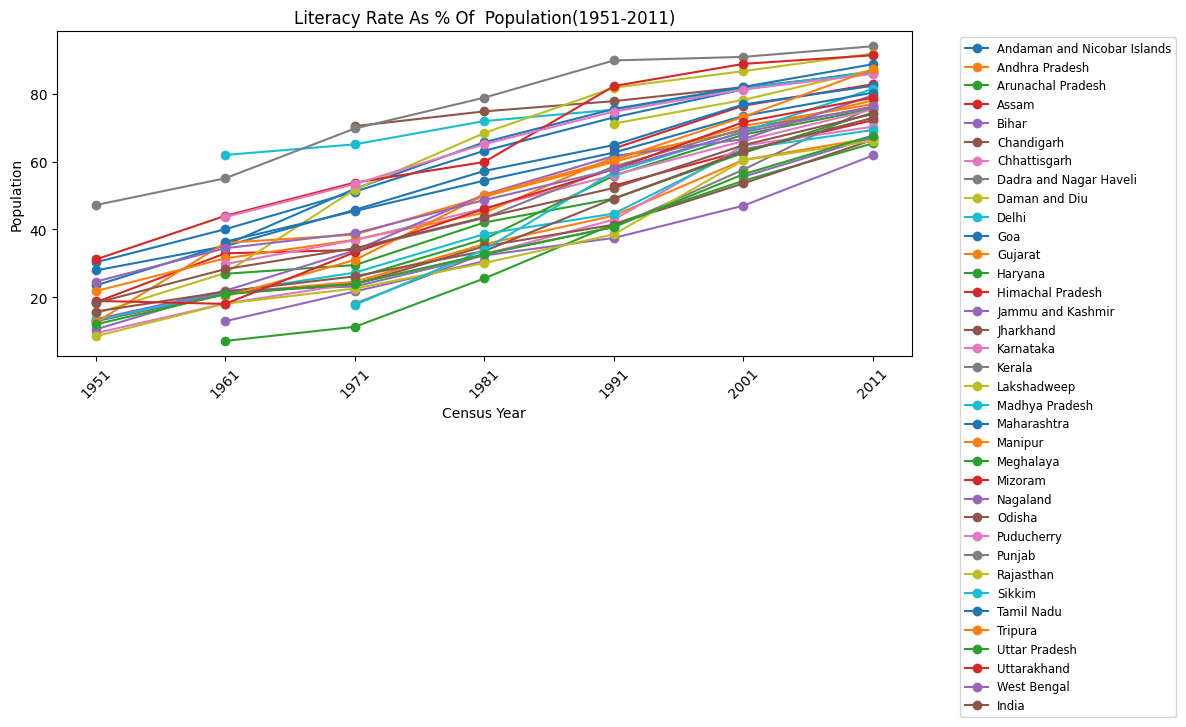 Literacy Rate As % Of  Population(1951-2011)
Population
80
60
40
20
1951
1961
1971
1981
1991
2001
2011
Census Year
Andaman and Nicobar Islands
Andhra Pradesh
Arunachal Pradesh
Assam
Bihar
Chandigarh
Chhattisgarh
Dadra and Nagar Haveli
Daman and Diu
Delhi
Goa
Gujarat
Haryana
Himachal Pradesh
Jammu and Kashmir
Jharkhand
Karnataka
Kerala
Lakshadweep
Madhya Pradesh
Maharashtra
Manipur
Meghalaya
Mizoram
Nagaland
Odisha
Puducherry
Punjab
Rajasthan
Sikkim
Tamil Nadu
Tripura
Uttar Pradesh
Uttarakhand
West Bengal
India